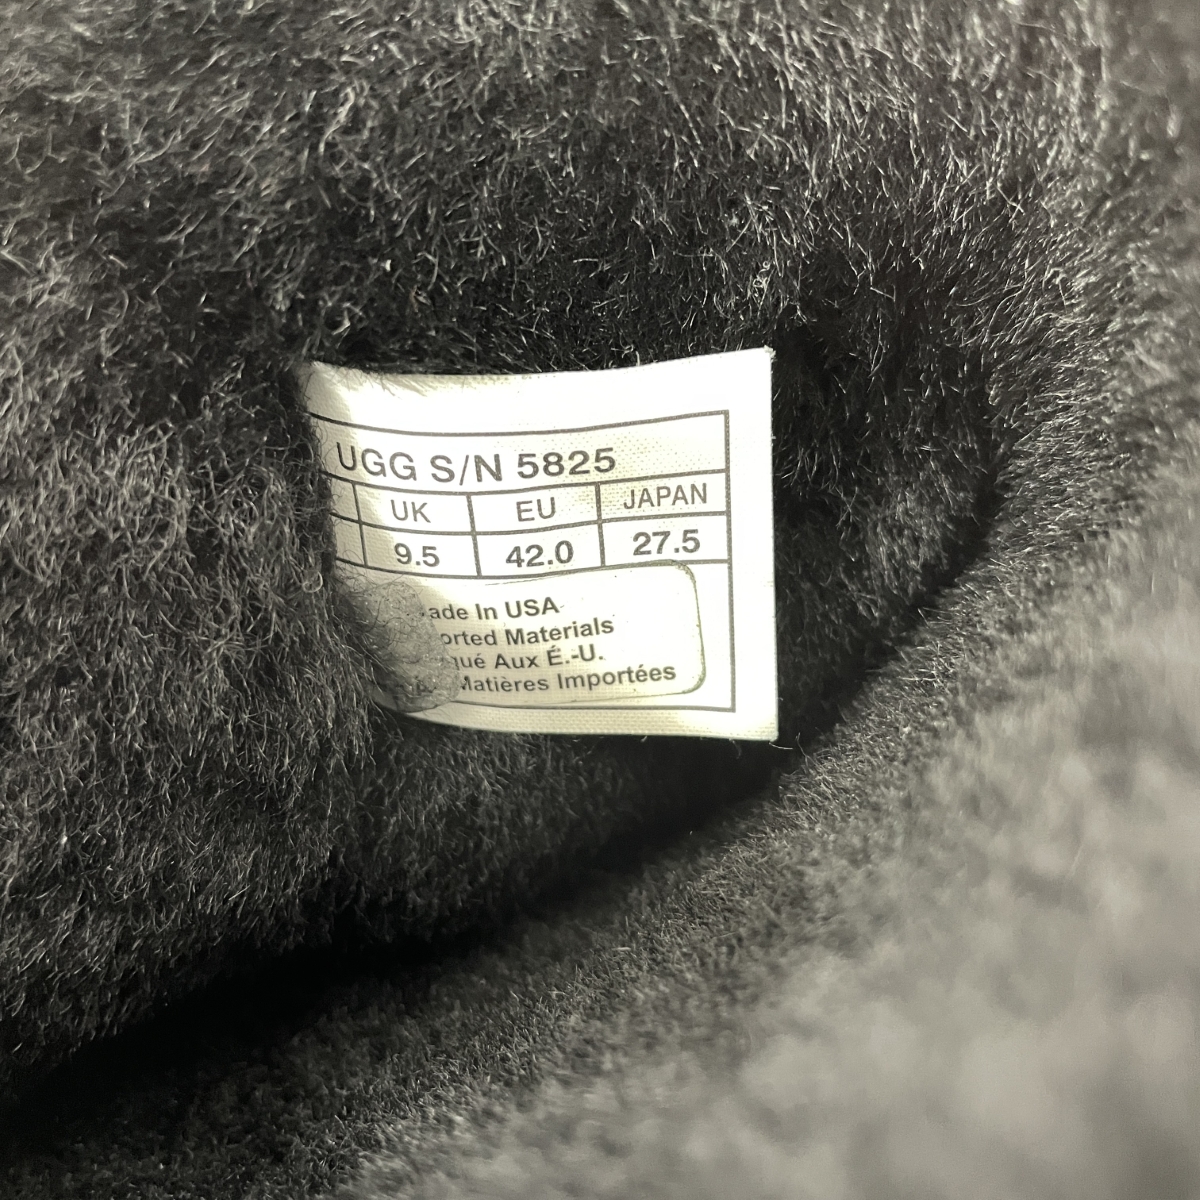 UGG S/N 5825
UK EU JAPAN
9.5 42.0 27.5
ade In USA
orted Materials
qué Aux É.-U.
Matières Importées